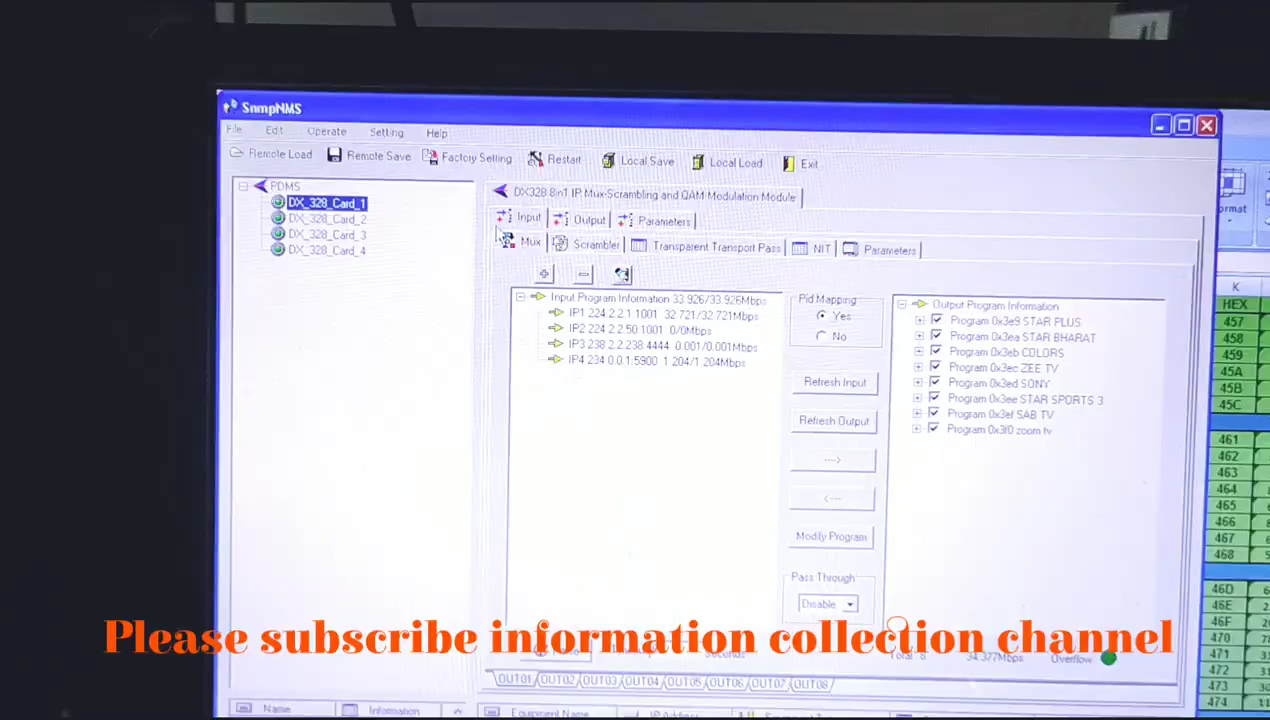 SnmpNMS
File Edit Operate Setting Help
Remote Load Remote Save Factory Setting Restart Local Save Local Load Exit
PDMS
DX_328_Card_1
DX_328_Card_2
DX_328_Card_3
DX_328_Card_4
DX328 8in1 IP Mux-Scrambling and QAM Modulation Module
Input Output Parameters
Mux Scrambler Transparent Transport Pass NIT Parameters
Input Program Information 33.926/33.926Mbps
IP1 224 2.2.1 1001 32.721/32.721Mbps
IP2 224 2.2.50:1001 0/0Mbps
IP3 238 2.2.238 4444 0.001/0.001Mbps
IP4 234 0.0.1:5900 1.204/1.204Mbps
Pid Mapping
Yes
No
Refresh Input
Refresh Output
--->
<---
Modify Program
Pass Through
Disable
Output Program Information
Program 0x3e9 STAR PLUS
Program 0x3ea STAR BHARAT
Program 0x3eb COLORS
Program 0x3ec ZEE TV
Program 0x3ed SONY
Program 0x3ee STAR SPORTS 3
Program 0x3ef SAB TV
Program 0x3f0 zoom tv
34.377Mbps Overflow
OUT01 OUT02 OUT03 OUT04 OUT05 OUT06 OUT07 OUT08
Name Information Equipment Name
K
HEX
457
458
459
45A
45B
45C
461
462
463
464
465
466
467
468
46D
46E
46F
470
471
472
473
474
Please subscribe information collection channel